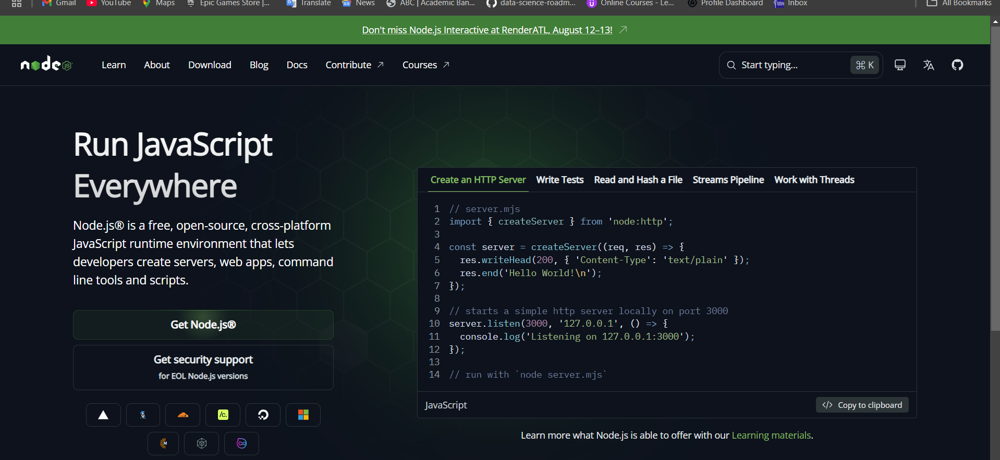 Gmail YouTube Maps Epic Games Store |... Translate News ABC | Academic Ban... data-science-roadm... Online Courses - Le... Profile Dashboard Inbox All Bookmarks
Don't miss Node.js Interactive at RenderATL, August 12–13!
node JS Learn About Download Blog Docs Contribute Courses Start typing... ⌘ K
Run JavaScript
Everywhere
Node.js® is a free, open-source, cross-platform
JavaScript runtime environment that lets
developers create servers, web apps, command
line tools and scripts.
Get Node.js®
Get security support
for EOL Node.js versions
/c.
M
Create an HTTP Server Write Tests Read and Hash a File Streams Pipeline Work with Threads
1 // server.mjs
2 import { createServer } from 'node:http';
3
4 const server = createServer((req, res) => {
5 res.writeHead(200, { 'Content-Type': 'text/plain' });
6 res.end('Hello World!\n');
7 });
8
9 // starts a simple http server locally on port 3000
10 server.listen(3000, '127.0.0.1', () => {
11 console.log('Listening on 127.0.0.1:3000');
12 });
13
14 // run with `node server.mjs`
JavaScript </> Copy to clipboard
Learn more what Node.js is able to offer with our Learning materials.